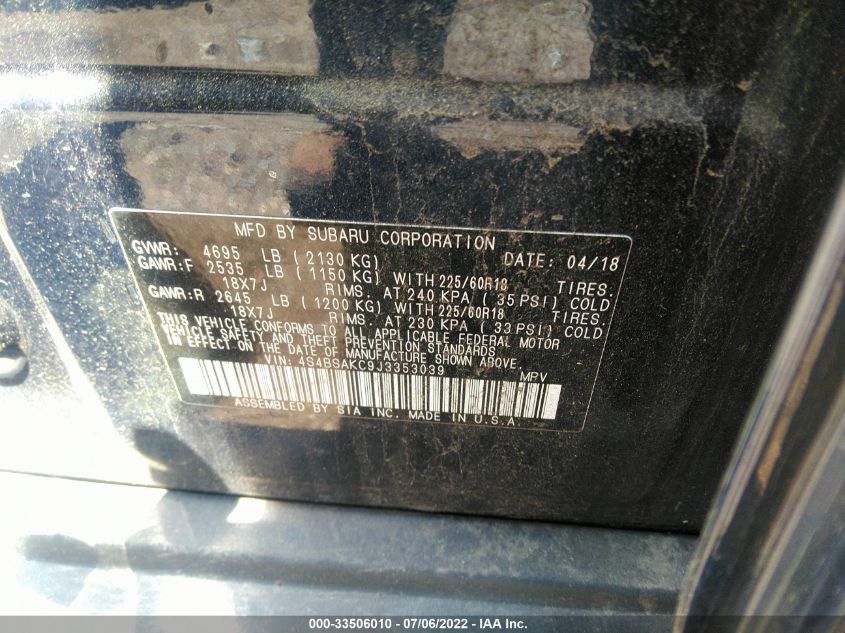 MFD BY SUBARU CORPORATION
GVWR: 4695 LB ( 2130 KG) DATE: 04/18
GAWR:F 2535 LB ( 1150 KG) WITH 225/60R18 TIRES.
18X7J RIMS. AT 240 KPA ( 35 PSI) COLD
GAWR:R 2645 LB ( 1200 KG) WITH 225/60R18 TIRES.
18X7J RIMS. AT 230 KPA ( 33 PSI) COLD
THIS VEHICLE CONFORMS TO ALL APPLICABLE FEDERAL MOTOR
VEHICLE SAFETY AND THEFT PREVENTION STANDARDS
IN EFFECT ON THE DATE OF MANUFACTURE SHOWN ABOVE.
VIN: 4S4BSAKC9J3353039 MPV
ASSEMBLED BY SIA INC. MADE IN U.S.A.
000-33506010 - 07/06/2022 - IAA Inc.